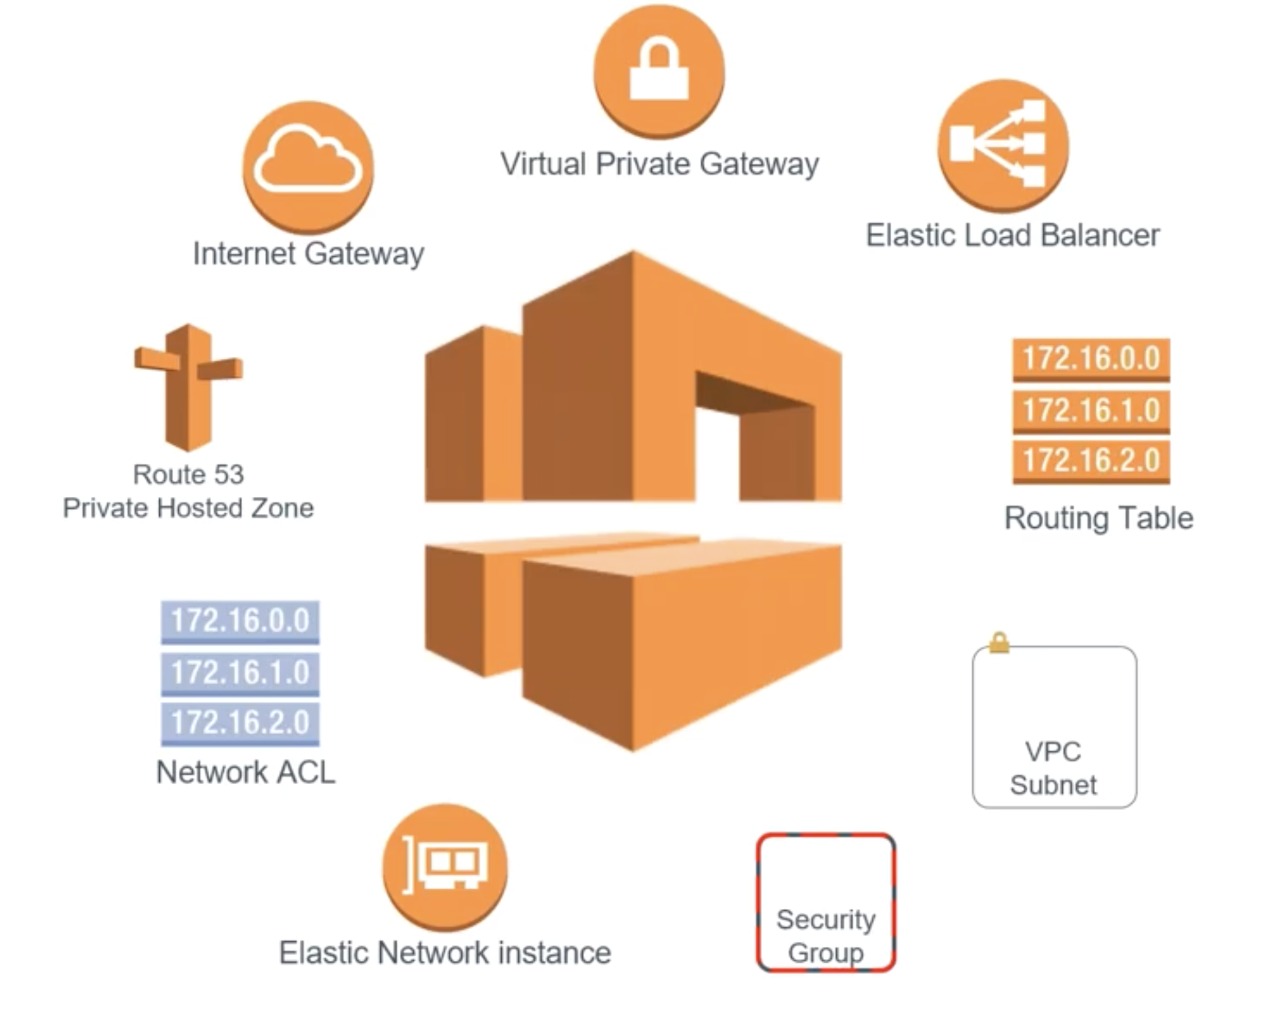 Virtual Private Gateway
Elastic Load Balancer
Internet Gateway
172.16.0.0
172.16.1.0
172.16.2.0
Routing Table
Route 53
Private Hosted Zone
172.16.0.0
172.16.1.0
172.16.2.0
Network ACL
VPC
Subnet
Elastic Network instance
Security
Group